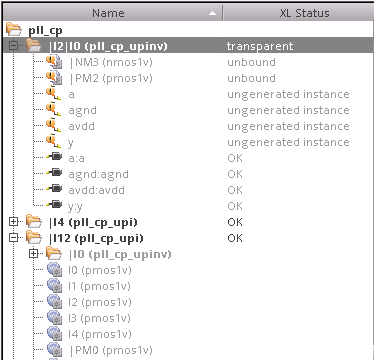 Name XL Status
pll_cp
|I2|I0 (pll_cp_upinv) transparent
|NM3 (nmos1v) unbound
|PM2 (pmos1v) unbound
a ungenerated instance
agnd ungenerated instance
avdd ungenerated instance
y ungenerated instance
a:a OK
agnd:agnd OK
avdd:avdd OK
y:y OK
|I4 (pll_cp_upi) OK
|I12 (pll_cp_upi) OK
|I0 (pll_cp_upinv)
I0 (pmos1v)
I1 (pmos1v)
I2 (pmos1v)
I3 (pmos1v)
I4 (pmos1v)
|PM0 (pmos1v)